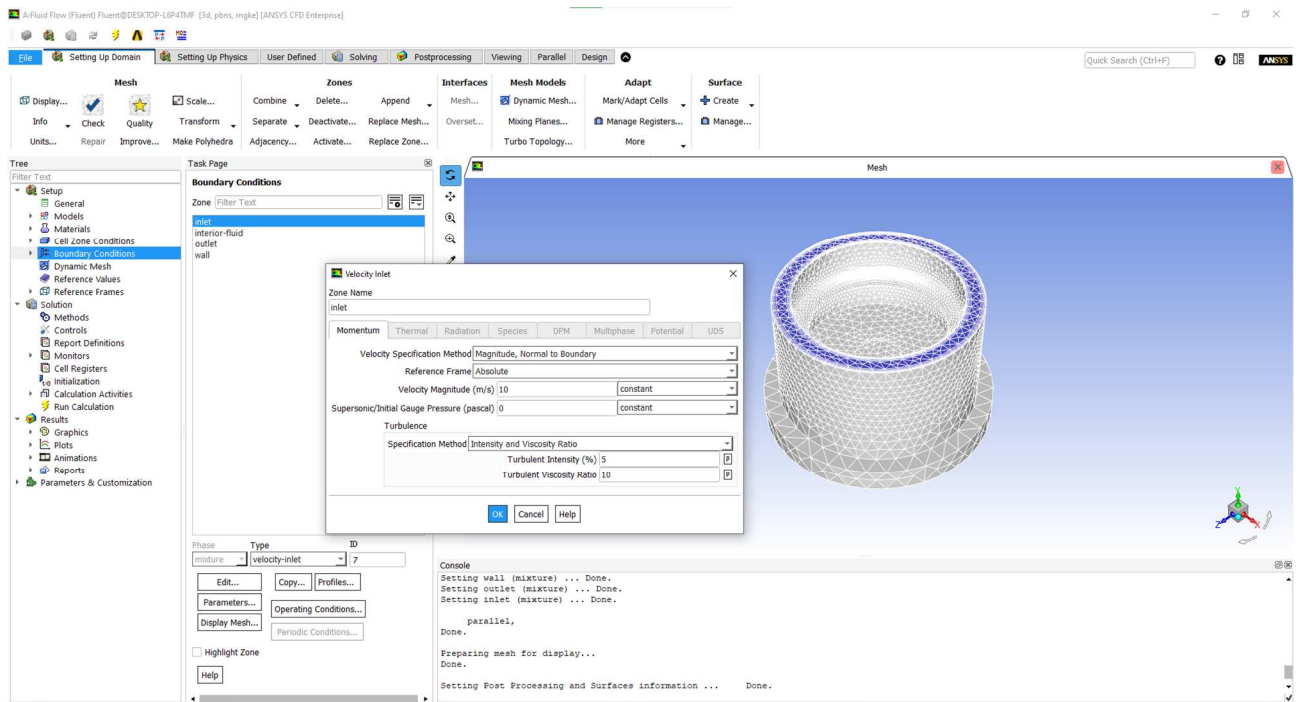 A:Fluid Flow (Fluent) Fluent@DESKTOP-L6P4TMF [3d, pbns, rngke] [ANSYS CFD Enterprise]
File Setting Up Domain Setting Up Physics User Defined Solving Postprocessing Viewing Parallel Design Quick Search (Ctrl+F) ANSYS
Mesh Zones Interfaces Mesh Models Adapt Surface
Display... Scale... Combine Delete... Append Mesh... Dynamic Mesh... Mark/Adapt Cells Create
Info Check Quality Transform Separate Deactivate... Replace Mesh... Overset... Mixing Planes... Manage Registers... Manage...
Units... Repair Improve... Make Polyhedra Adjacency... Activate... Replace Zone... Turbo Topology... More
Tree
Filter Text
Setup
General
Models
Materials
Cell Zone Conditions
Boundary Conditions
Dynamic Mesh
Reference Values
Reference Frames
Solution
Methods
Controls
Report Definitions
Monitors
Cell Registers
Initialization
Calculation Activities
Run Calculation
Results
Graphics
Plots
Animations
Reports
Parameters & Customization
Task Page
Boundary Conditions
Zone Filter Text
inlet
interior-fluid
outlet
wall
Phase Type ID
mixture velocity-inlet 7
Edit... Copy... Profiles...
Parameters... Operating Conditions...
Display Mesh... Periodic Conditions...
Highlight Zone
Help
Velocity Inlet
Zone Name
inlet
Momentum Thermal Radiation Species DPM Multiphase Potential UDS
Velocity Specification Method Magnitude, Normal to Boundary
Reference Frame Absolute
Velocity Magnitude (m/s) 10 constant
Supersonic/Initial Gauge Pressure (pascal) 0 constant
Turbulence
Specification Method Intensity and Viscosity Ratio
Turbulent Intensity (%) 5 P
Turbulent Viscosity Ratio 10 P
OK Cancel Help
Mesh
Y
Z X
Console
Setting wall (mixture) ... Done.
Setting outlet (mixture) ... Done.
Setting inlet (mixture) ... Done.
parallel,
Done.
Preparing mesh for display...
Done.
Setting Post Processing and Surfaces information ... Done.